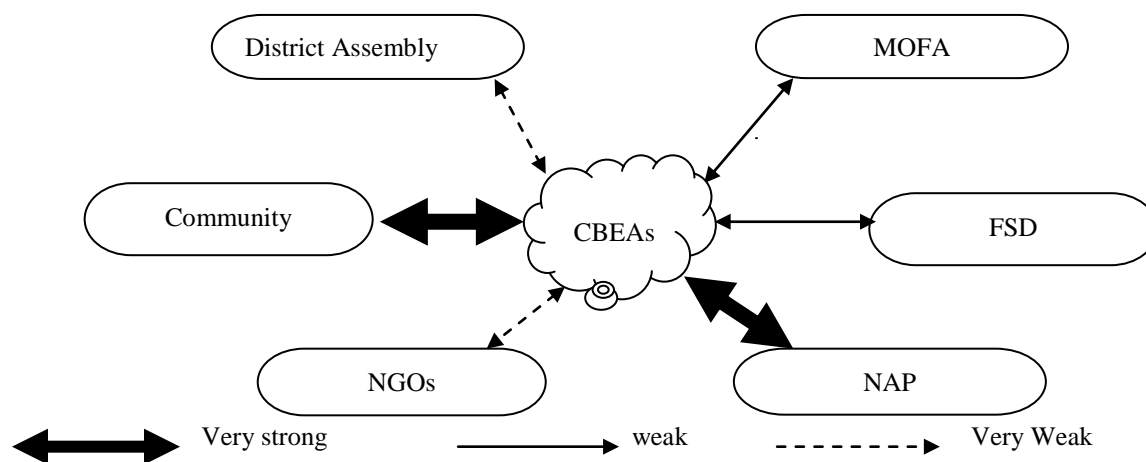 District Assembly
MOFA
Community
CBEAs
FSD
NGOs
NAP
Very strong
weak
Very Weak